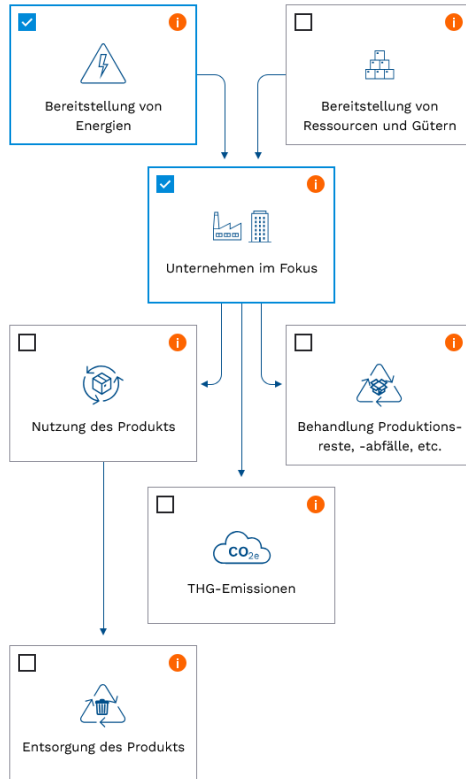 Bereitstellung von
Energien
Bereitstellung von
Ressourcen und Gütern
Unternehmen im Fokus
Nutzung des Produkts
Behandlung Produktions-
reste, -abfälle, etc.
CO2e
THG-Emissionen
Entsorgung des Produkts